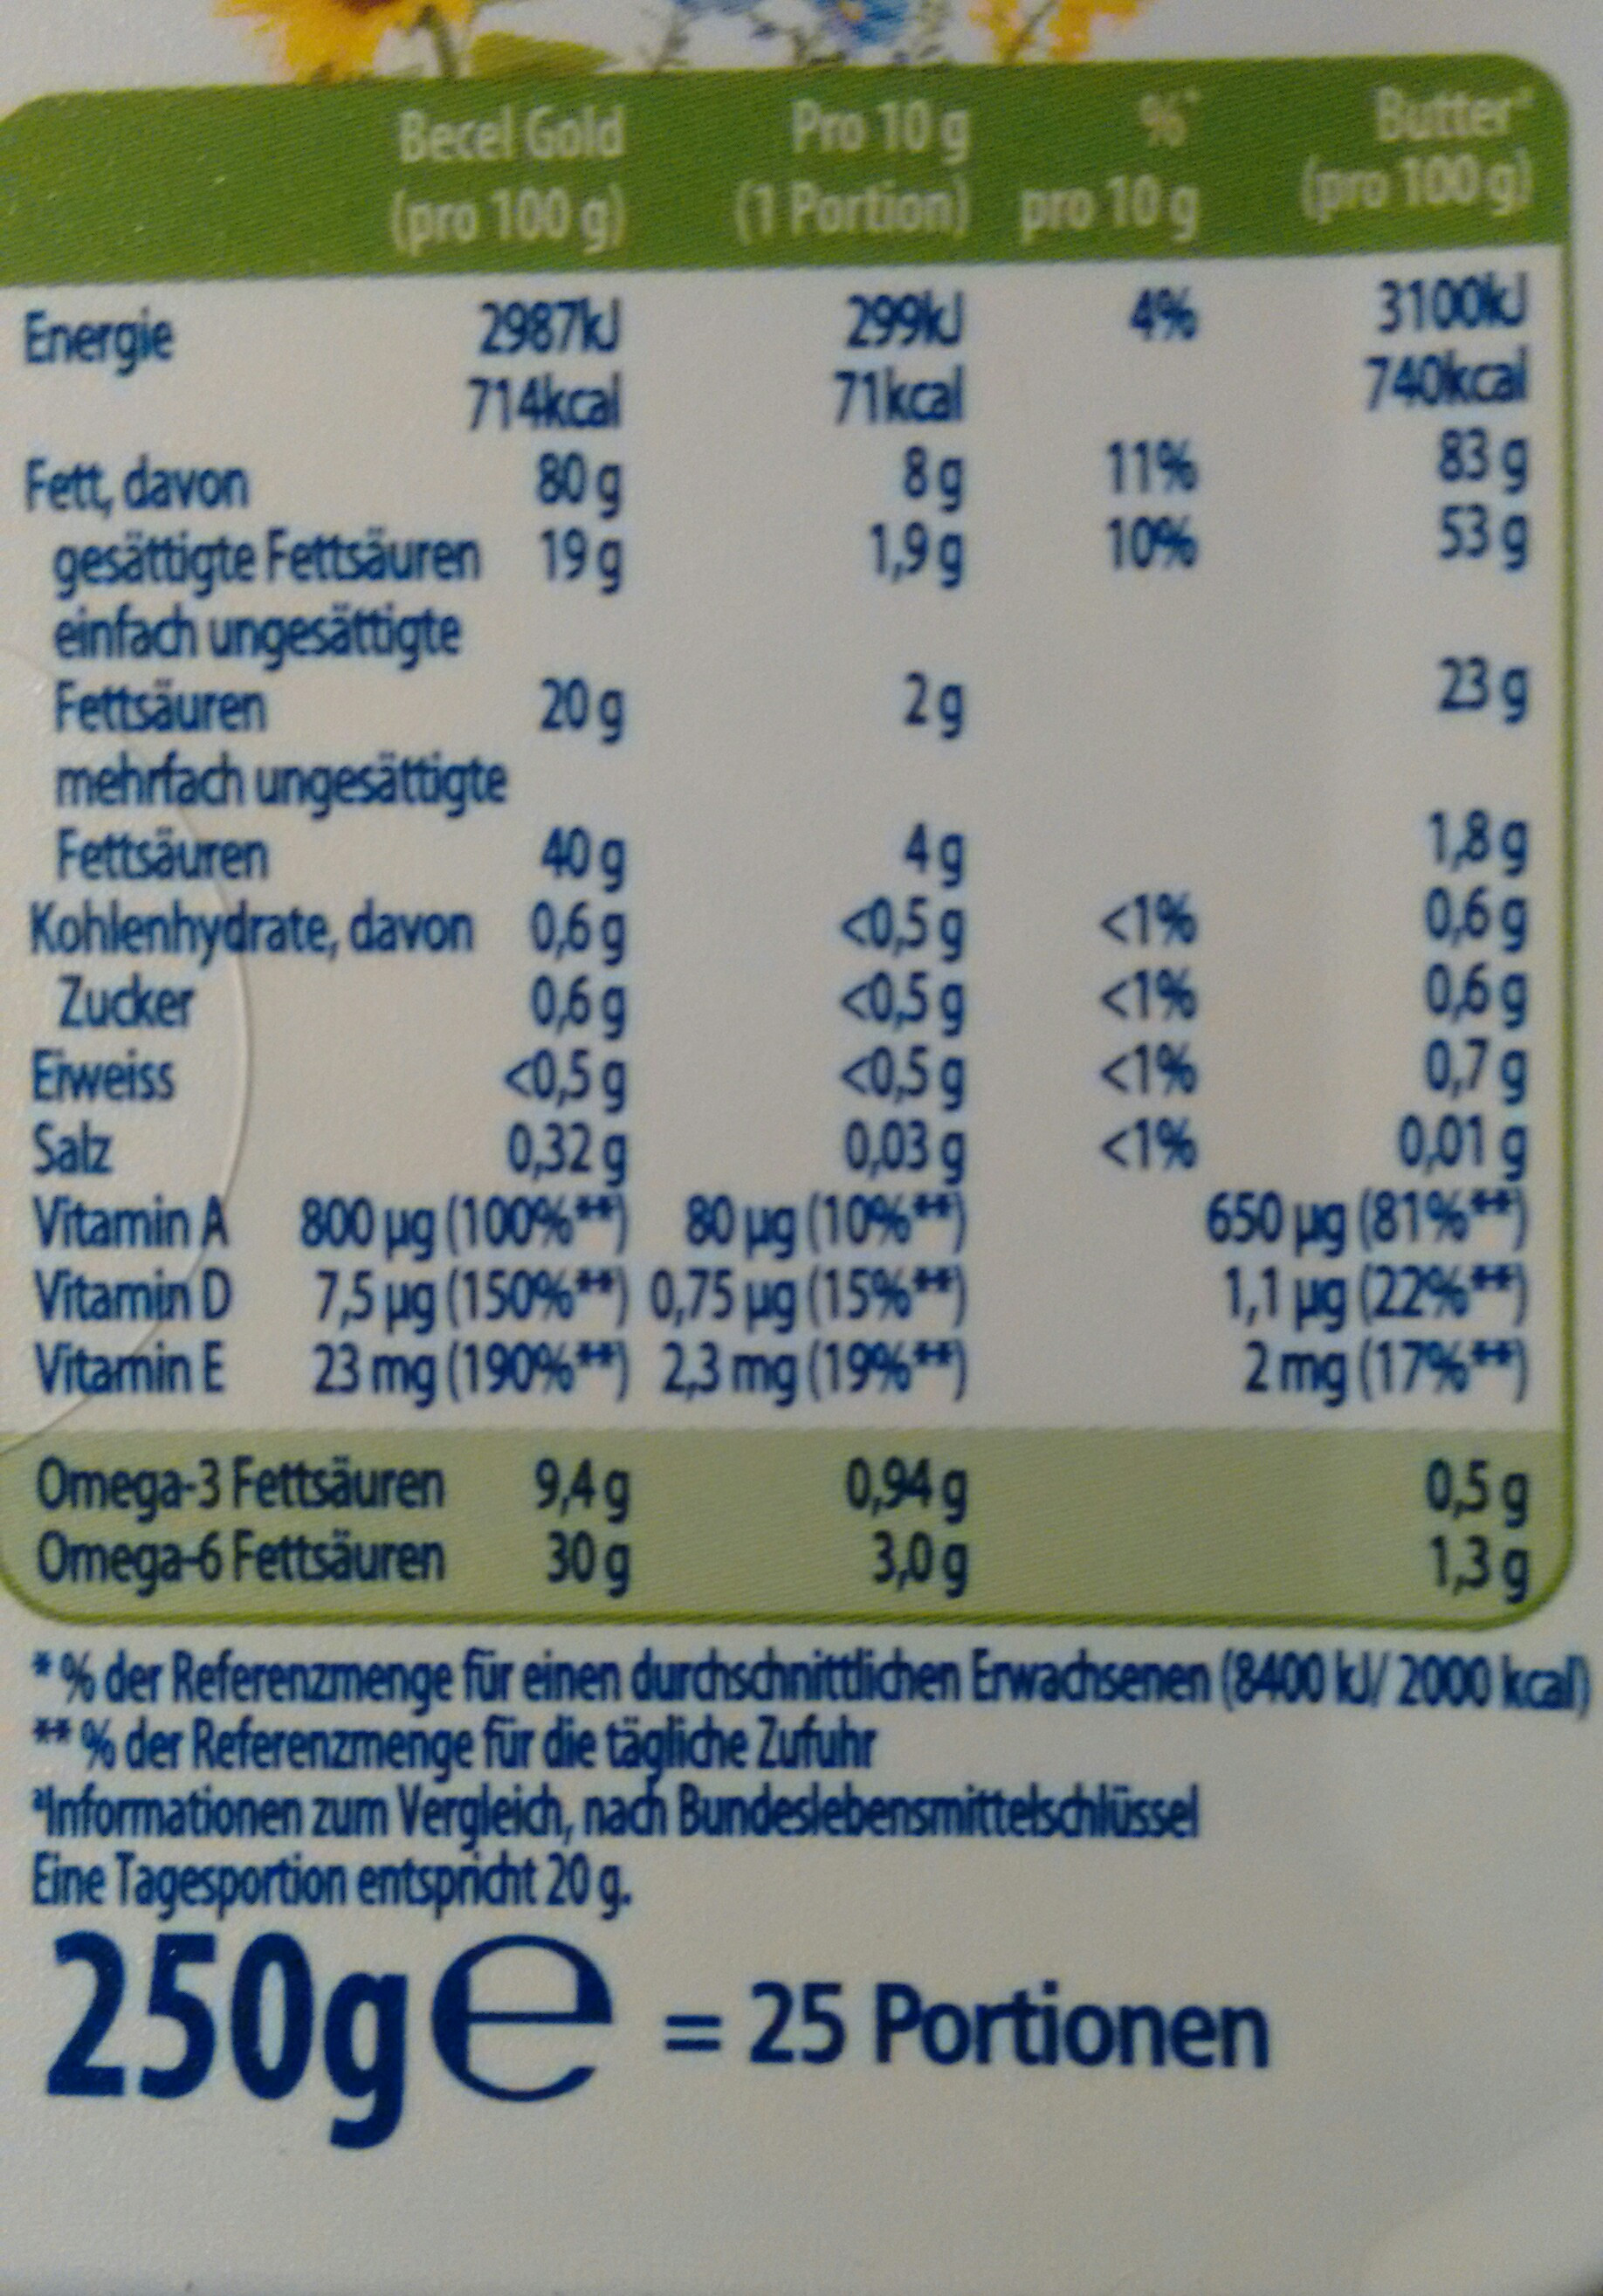 Becel Gold Pro 10 g %* Butterª
(pro 100 g) (1 Portion) pro 10 g (pro 100 g)
Energie 2987kJ 299kJ 4% 3100kJ
714kcal 71kcal 740kcal
Fett, davon 80 g 8 g 11% 83 g
gesättigte Fettsäuren 19 g 1,9 g 10% 53 g
einfach ungesättigte
Fettsäuren 20 g 2 g 23 g
mehrfach ungesättigte
Fettsäuren 40 g 4 g 1,8 g
Kohlenhydrate, davon 0,6 g <0,5 g <1% 0,6 g
Zucker 0,6 g <0,5 g <1% 0,6 g
Eiweiss <0,5 g <0,5 g <1% 0,7 g
Salz 0,32 g 0,03 g <1% 0,01 g
Vitamin A 800 µg (100%**) 80 µg (10%**) 650 µg (81%**)
Vitamin D 7,5 µg (150%**) 0,75 µg (15%**) 1,1 µg (22%**)
Vitamin E 23 mg (190%**) 2,3 mg (19%**) 2 mg (17%**)
Omega-3 Fettsäuren 9,4 g 0,94 g 0,5 g
Omega-6 Fettsäuren 30 g 3,0 g 1,3 g
* % der Referenzmenge für einen durchschnittlichen Erwachsenen (8400 kJ/ 2000 kcal)
** % der Referenzmenge für die tägliche Zufuhr
ªInformationen zum Vergleich, nach Bundeslebensmittelschlüssel
Eine Tagesportion entspricht 20 g.
250g e = 25 Portionen